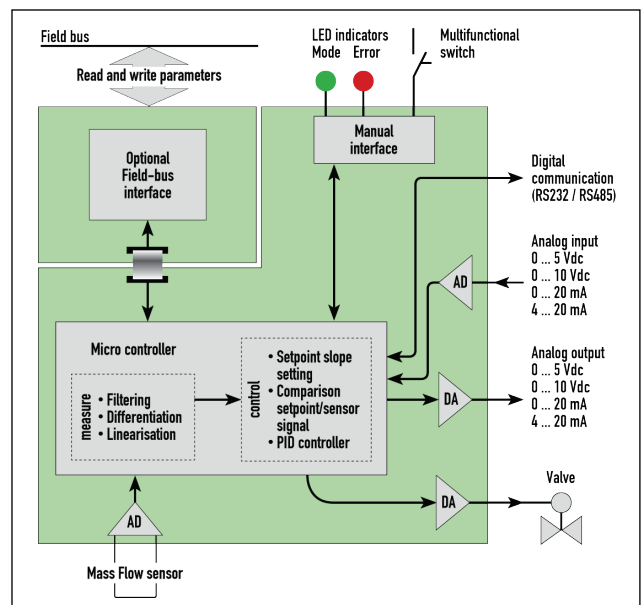 Field bus
Read and write parameters
LED indicators
Mode Error
Multifunctional
switch
Manual
interface
Optional
Field-bus
interface
Digital
communication
(RS232 / RS485)
Analog input
0 ... 5 Vdc
0 ... 10 Vdc
0 ... 20 mA
4 ... 20 mA
AD
Micro controller
measure
• Filtering
• Differentiation
• Linearisation
control
• Setpoint slope
setting
• Comparison
setpoint/sensor
signal
• PID controller
DA
Analog output
0 ... 5 Vdc
0 ... 10 Vdc
0 ... 20 mA
4 ... 20 mA
DA
Valve
AD
Mass Flow sensor